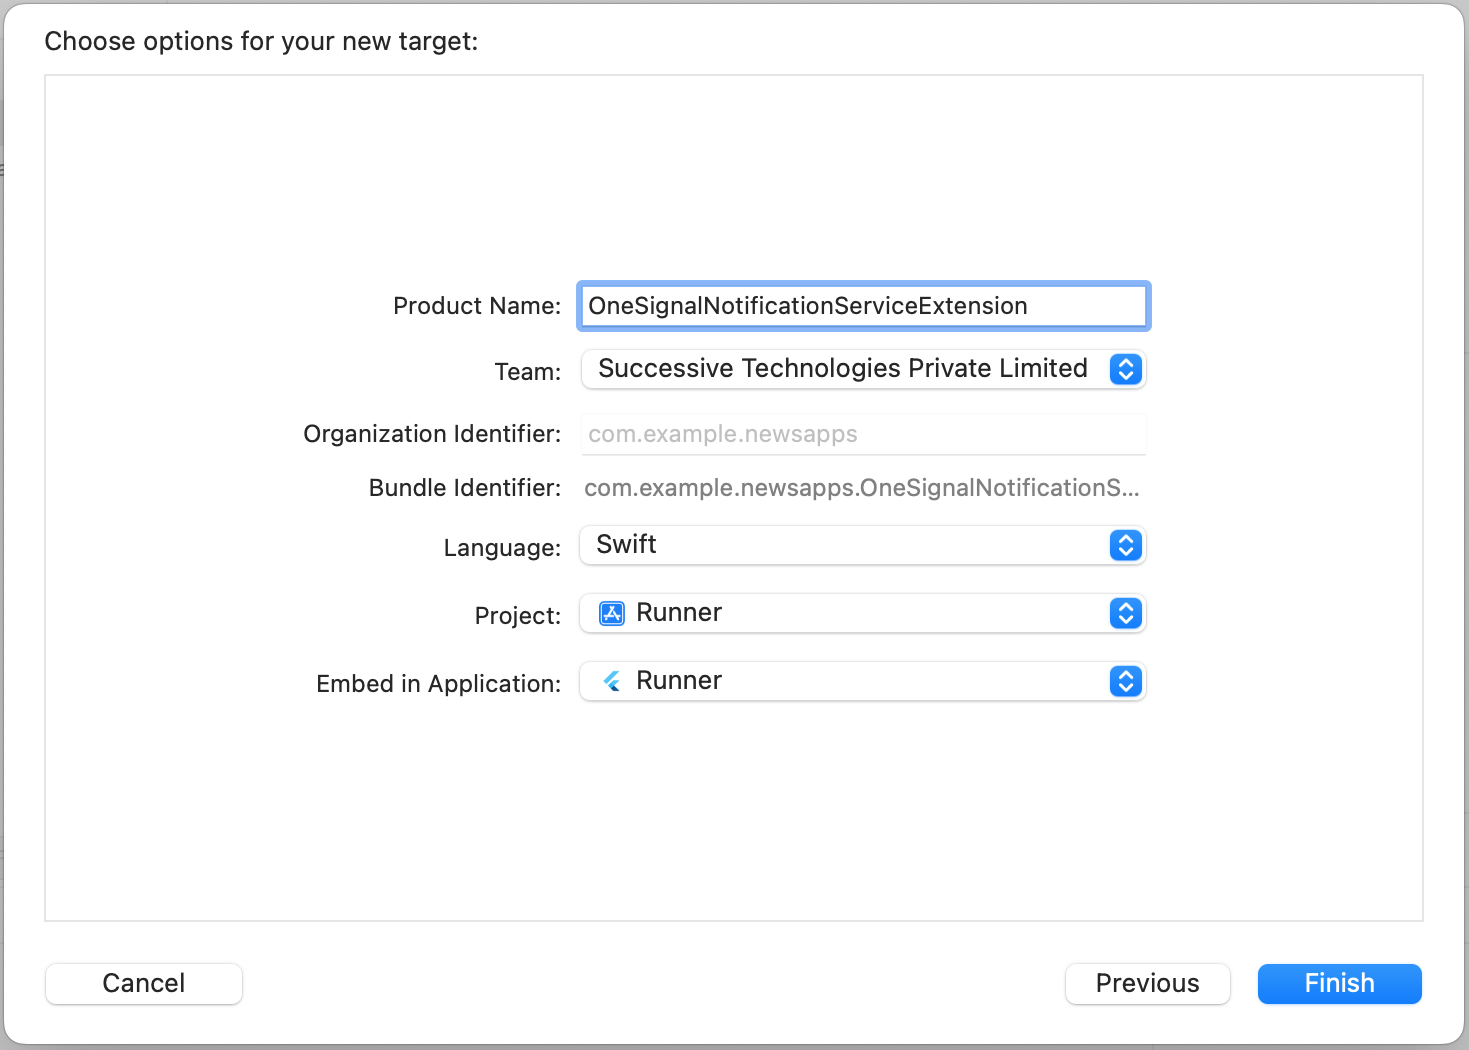 Choose options for your new target:
Product Name: OneSignalNotificationServiceExtension
Team: Successive Technologies Private Limited
Organization Identifier: com.example.newsapps
Bundle Identifier: com.example.newsapps.OneSignalNotificationS...
Language: Swift
Project: Runner
Embed in Application: Runner
Cancel Previous Finish